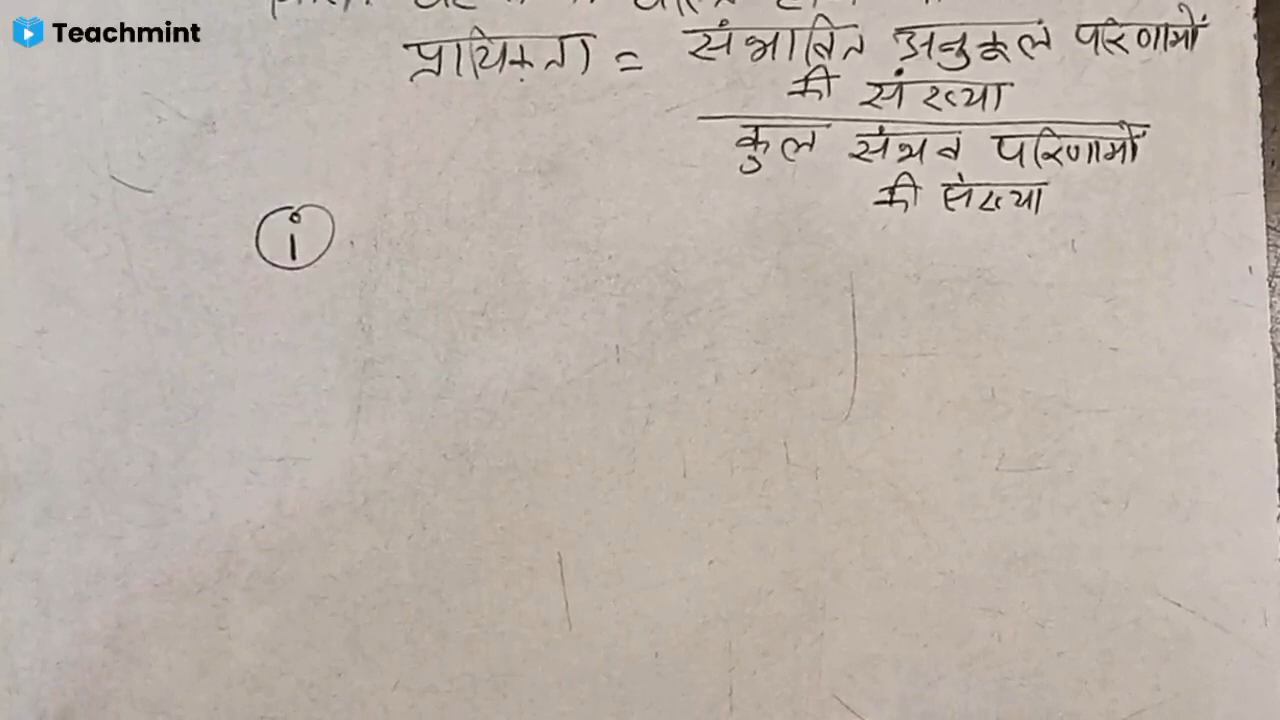 Teachmint
प्रायिकता = संभावित अनुकूल परिणामों
की संख्या
कुल संभव परिणामों
की संख्या
i